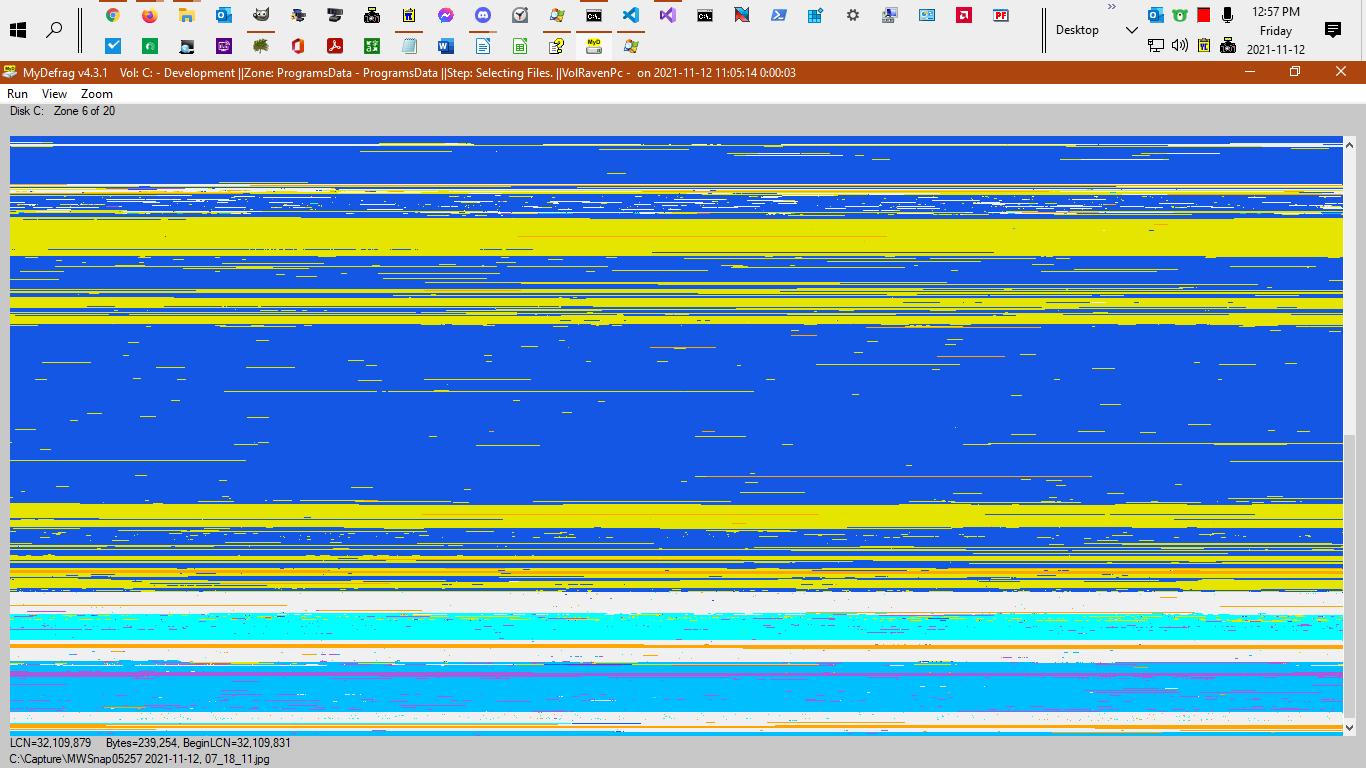 12:57 PM
Desktop
Friday
2021-11-12
MyDefrag v4.3.1 Vol: C: - Development ||Zone: ProgramsData - ProgramsData ||Step: Selecting Files. ||VolRavenPc - on 2021-11-12 11:05:14 0:00:03
Run View Zoom
Disk C: Zone 6 of 20
LCN=32,109,879 Bytes=239,254, BeginLCN=32,109,831
C:\Capture\MWSnap05257 2021-11-12, 07_18_11.jpg